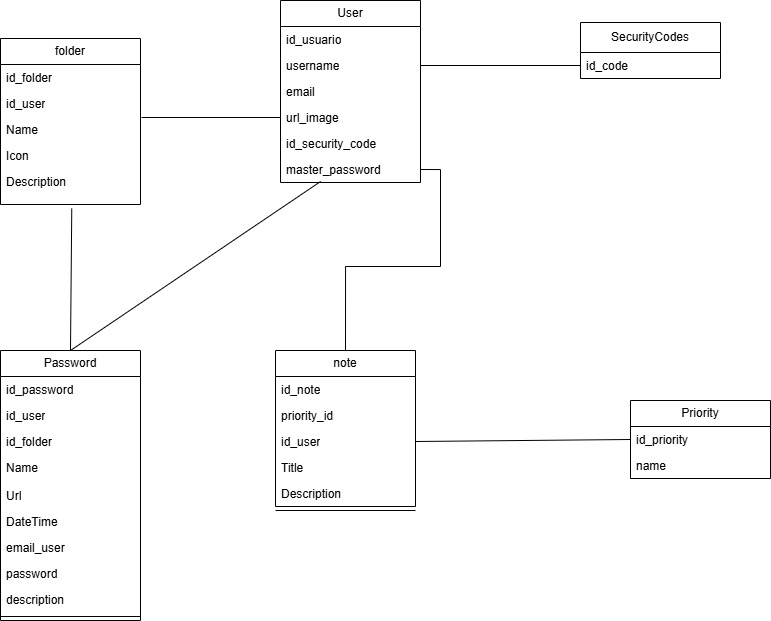 User
id_usuario
username
email
url_image
id_security_code
master_password
folder
id_folder
id_user
Name
Icon
Description
SecurityCodes
id_code
Password
id_password
id_user
id_folder
Name
Url
DateTime
email_user
password
description
note
id_note
priority_id
id_user
Title
Description
Priority
id_priority
name